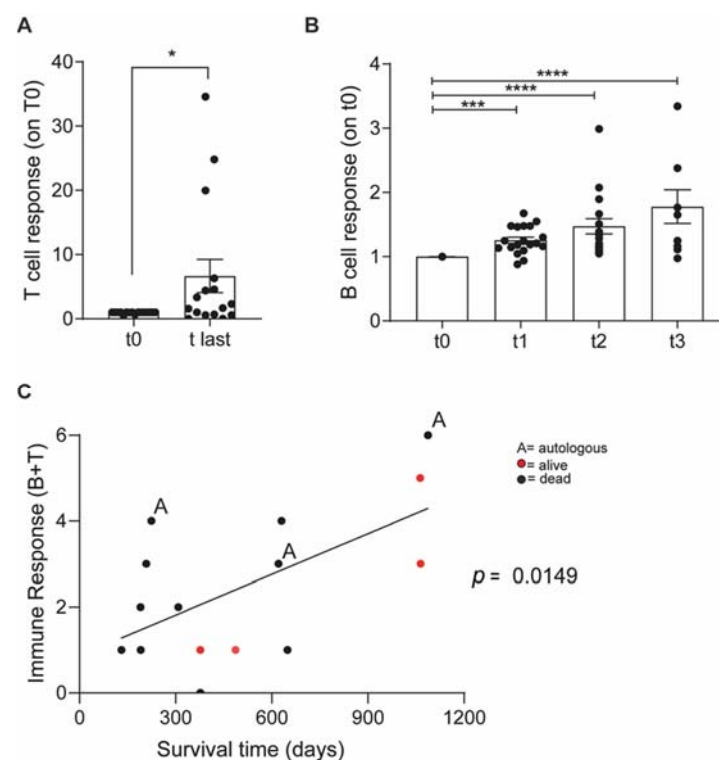 A
T cell response (on T0)
*
40
30
20
10
0
t0
t last
B
B cell response (on t0)
****
****
***
4
3
2
1
0
t0
t1
t2
t3
C
Immune Response (B+T)
6
4
2
0
A
A
A
A= autologous
= alive
= dead
p = 0.0149
0
300
600
900
1200
Survival time (days)